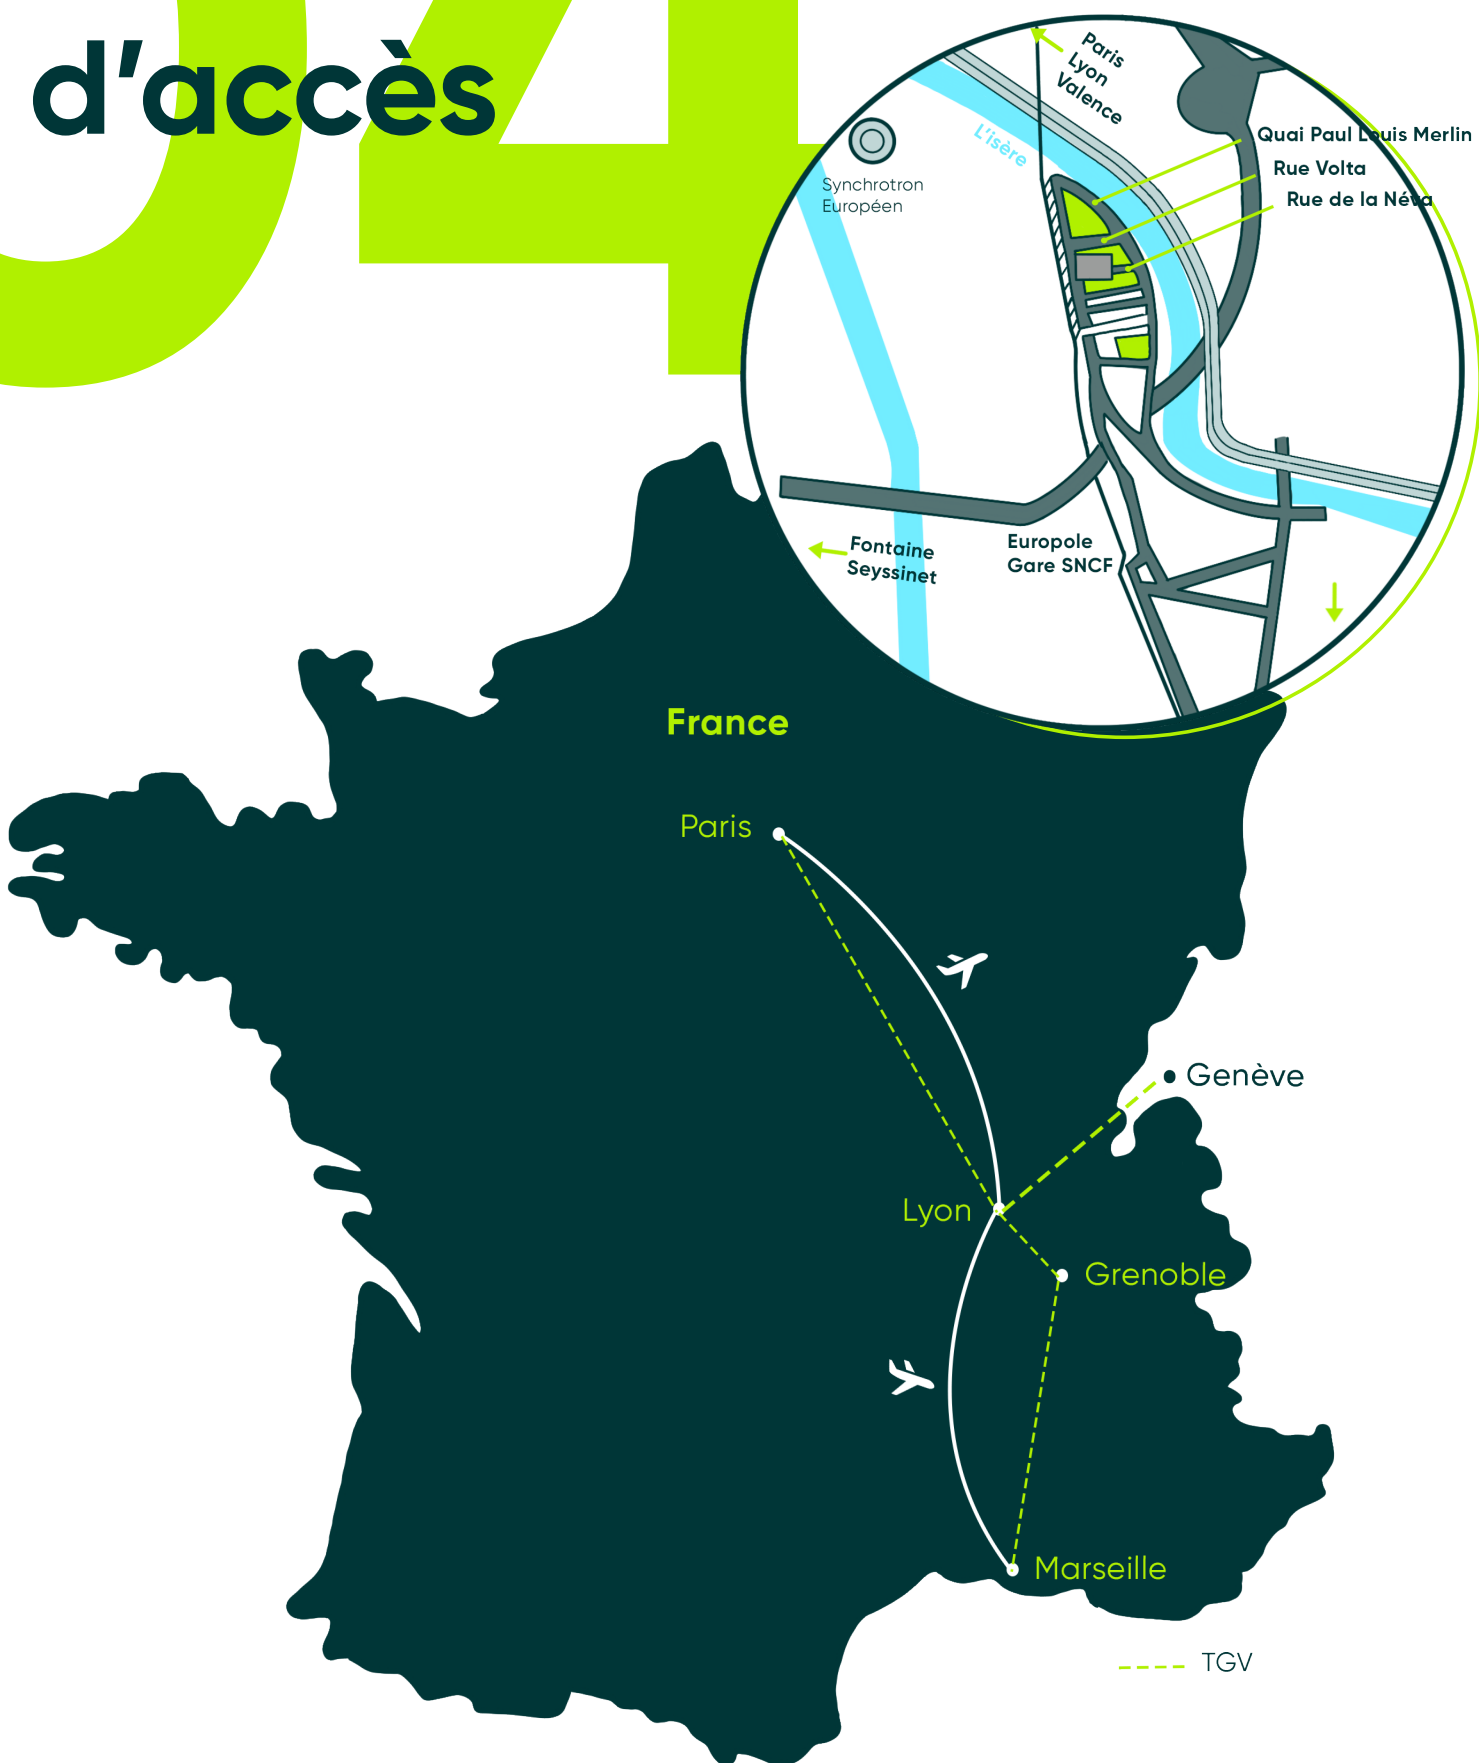 04
d'accès
Paris
Lyon
Valence
L'isère
Quai Paul Louis Merlin
Rue Volta
Rue de la Néva
Synchrotron
Européen
Fontaine
Seyssinet
Europole
Gare SNCF
France
Paris
Genève
Lyon
Grenoble
Marseille
TGV